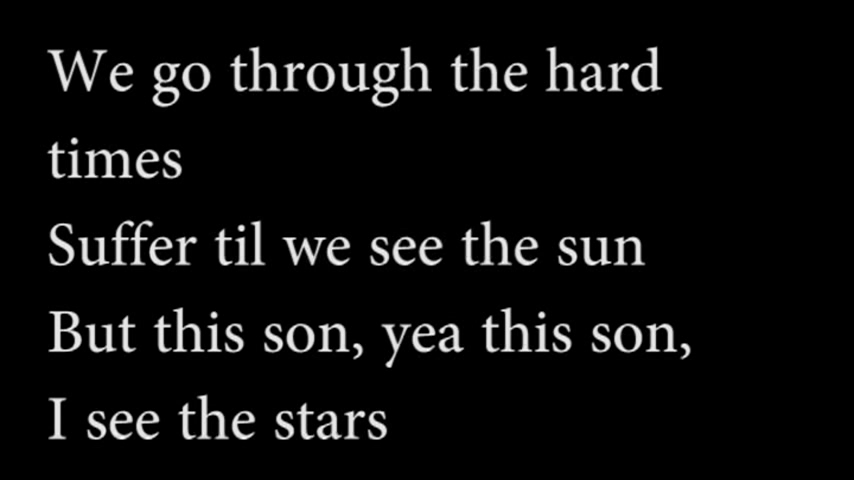 We go through the hard
times
Suffer til we see the sun
But this son, yea this son,
I see the stars